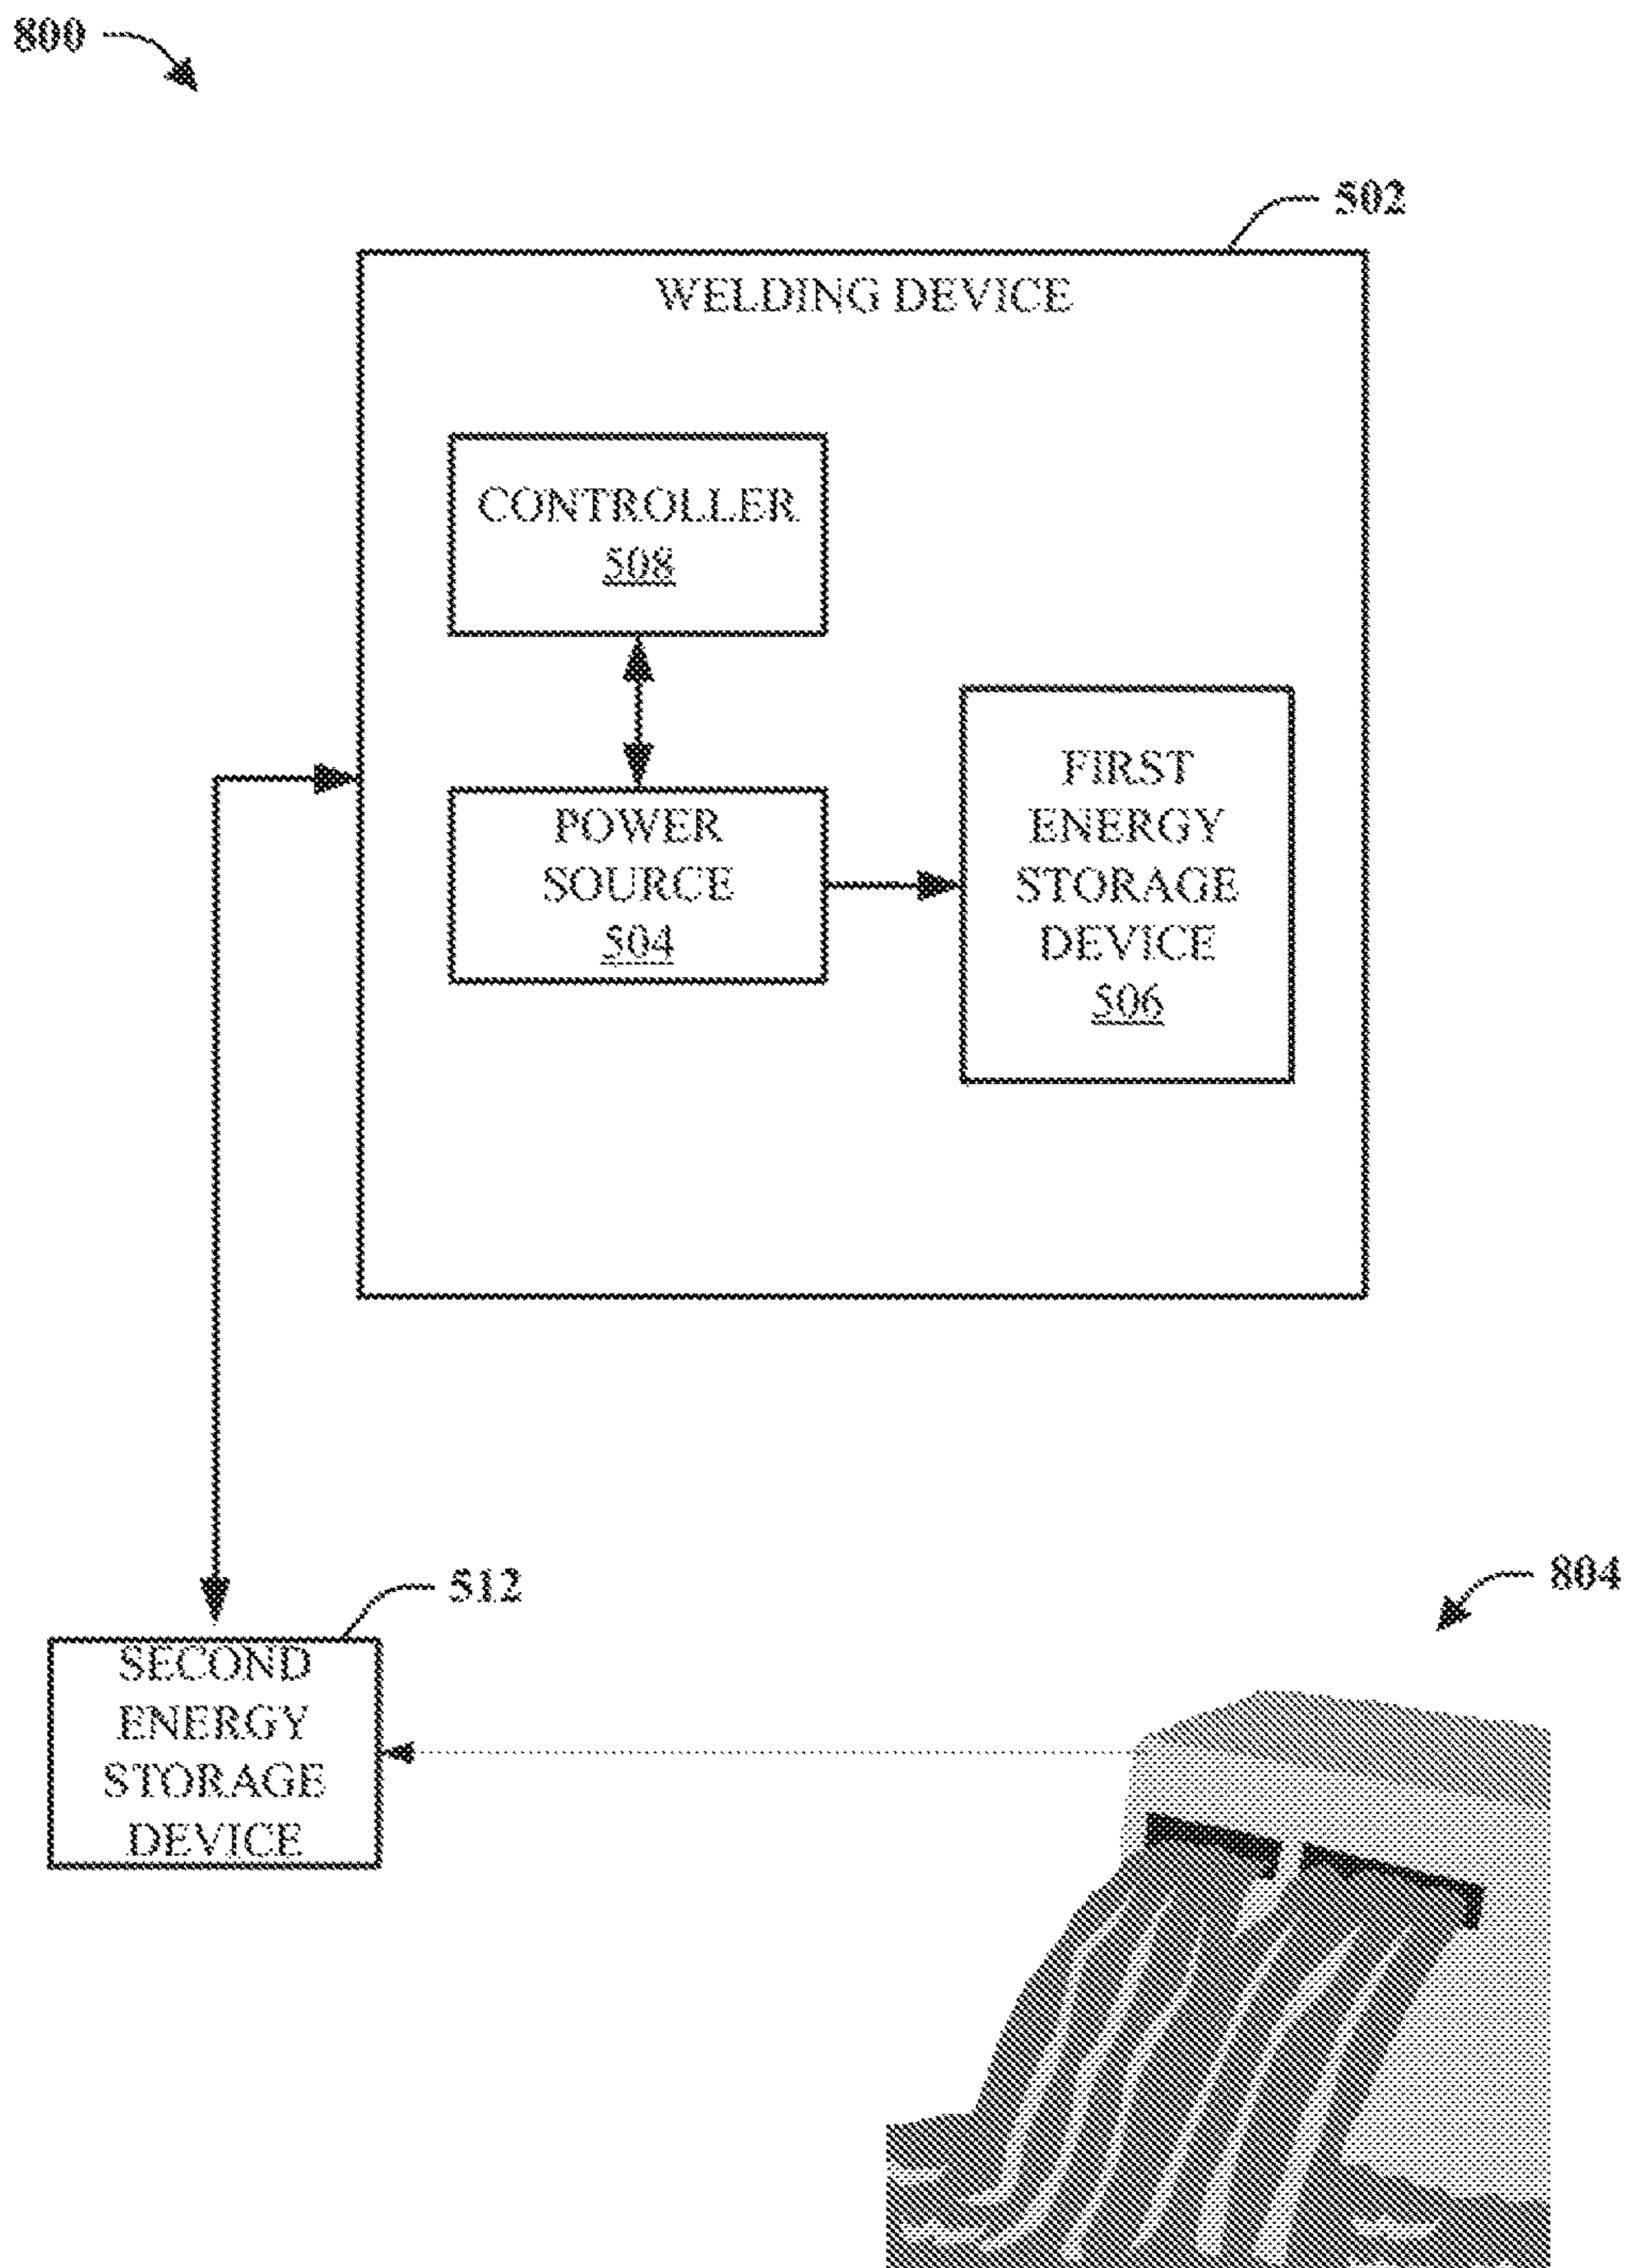 800
502
WELDING DEVICE
CONTROLLER
508
POWER
SOURCE
504
FIRST
ENERGY
STORAGE
DEVICE
506
512
SECOND
ENERGY
STORAGE
DEVICE
804